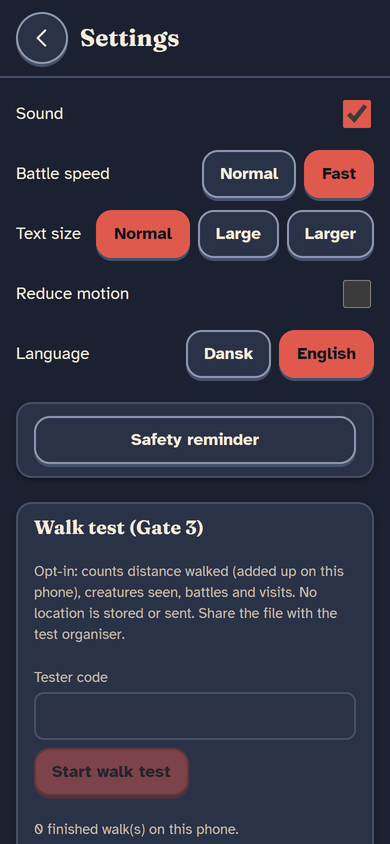 Settings
Sound
Battle speed
Normal
Fast
Text size
Normal
Large
Larger
Reduce motion
Language
Dansk
English
Safety reminder
Walk test (Gate 3)
Opt-in: counts distance walked (added up on this
phone), creatures seen, battles and visits. No
location is stored or sent. Share the file with the
test organiser.
Tester code
Start walk test
0 finished walk(s) on this phone.